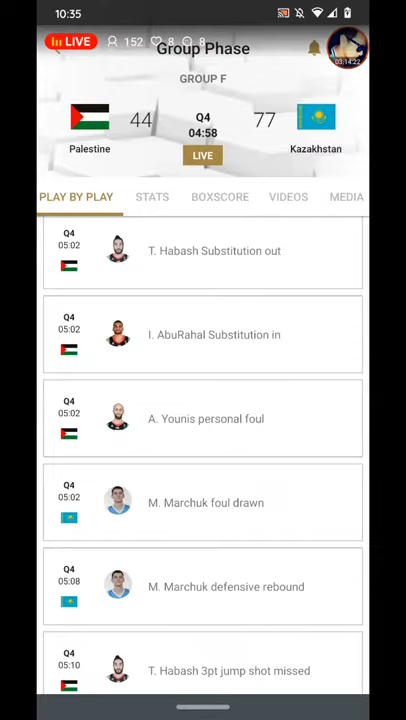 10:35
LIVE 152 8 8
Group Phase
03:14:22
GROUP F
44 Q4 77
04:58
Palestine LIVE Kazakhstan
PLAY BY PLAY STATS BOXSCORE VIDEOS MEDIA
Q4
05:02
T. Habash Substitution out
Q4
05:02
I. AbuRahal Substitution in
Q4
05:02
A. Younis personal foul
Q4
05:02
M. Marchuk foul drawn
Q4
05:08
M. Marchuk defensive rebound
Q4
05:10
T. Habash 3pt jump shot missed